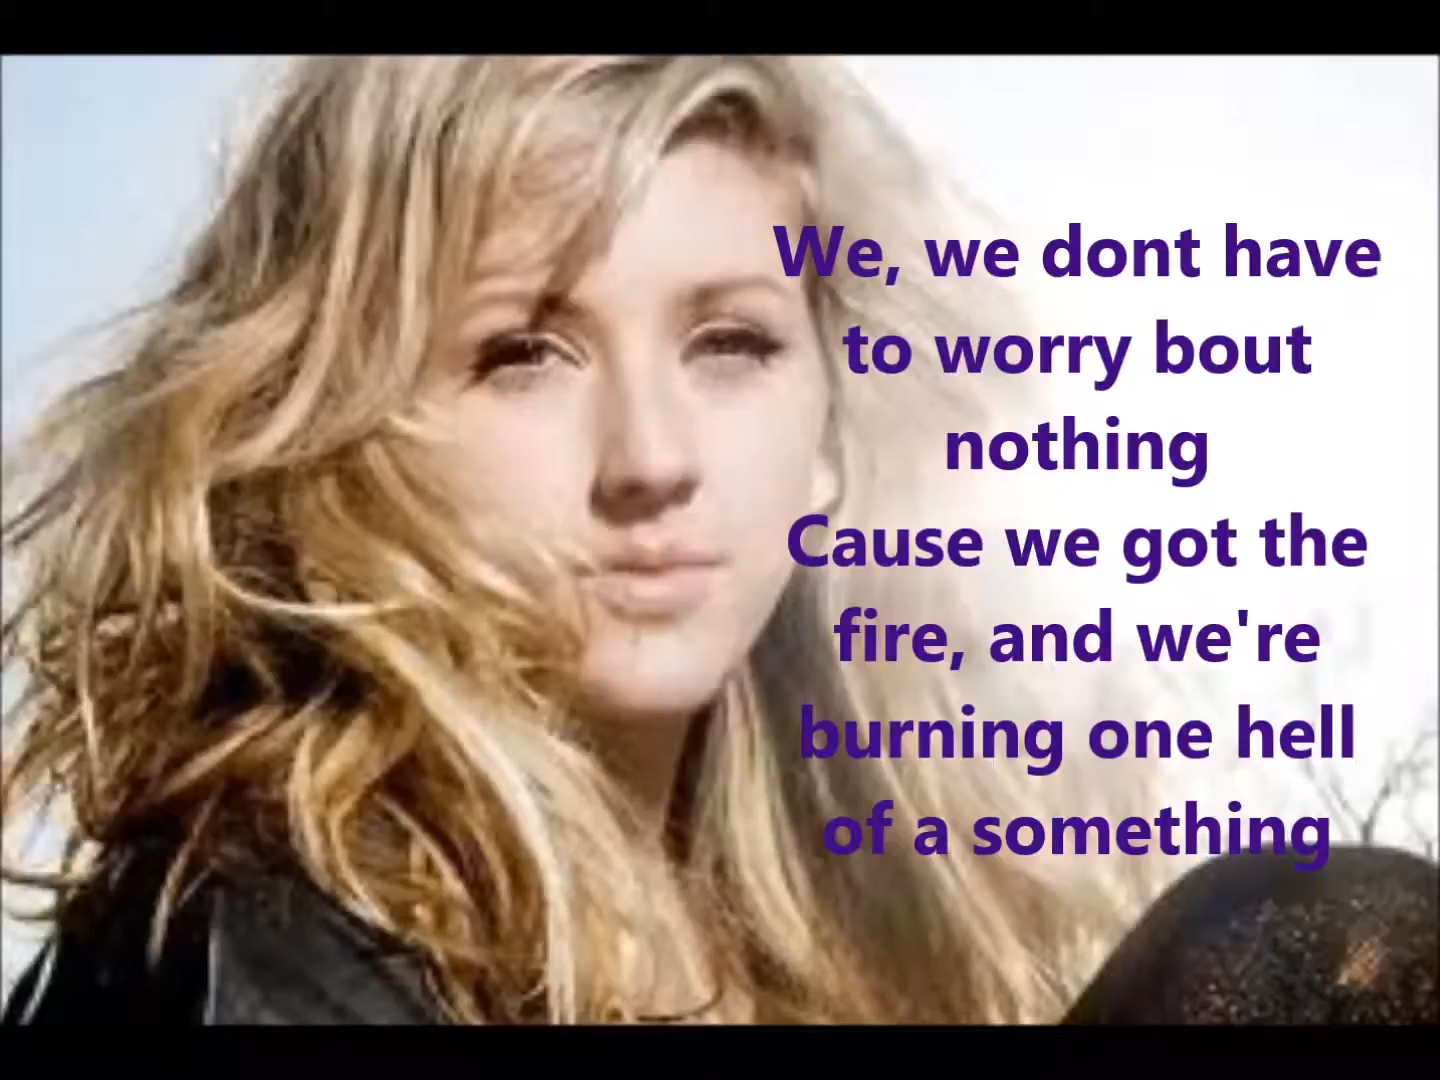 We, we dont have
to worry bout
nothing
Cause we got the
fire, and we're
burning one hell
of a something